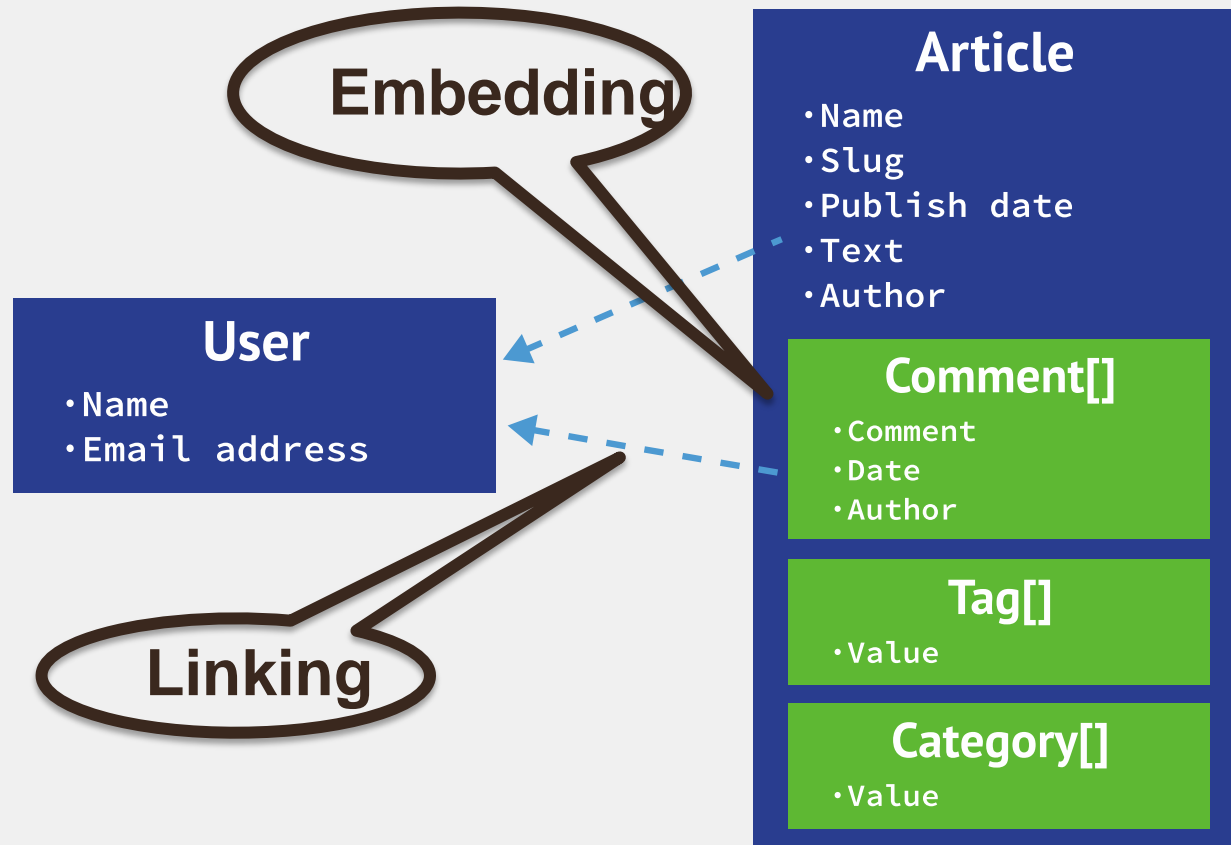 Embedding
Article
·Name
·Slug
·Publish date
·Text
·Author
User
·Name
·Email address
Comment[]
·Comment
·Date
·Author
Linking
Tag[]
·Value
Category[]
·Value